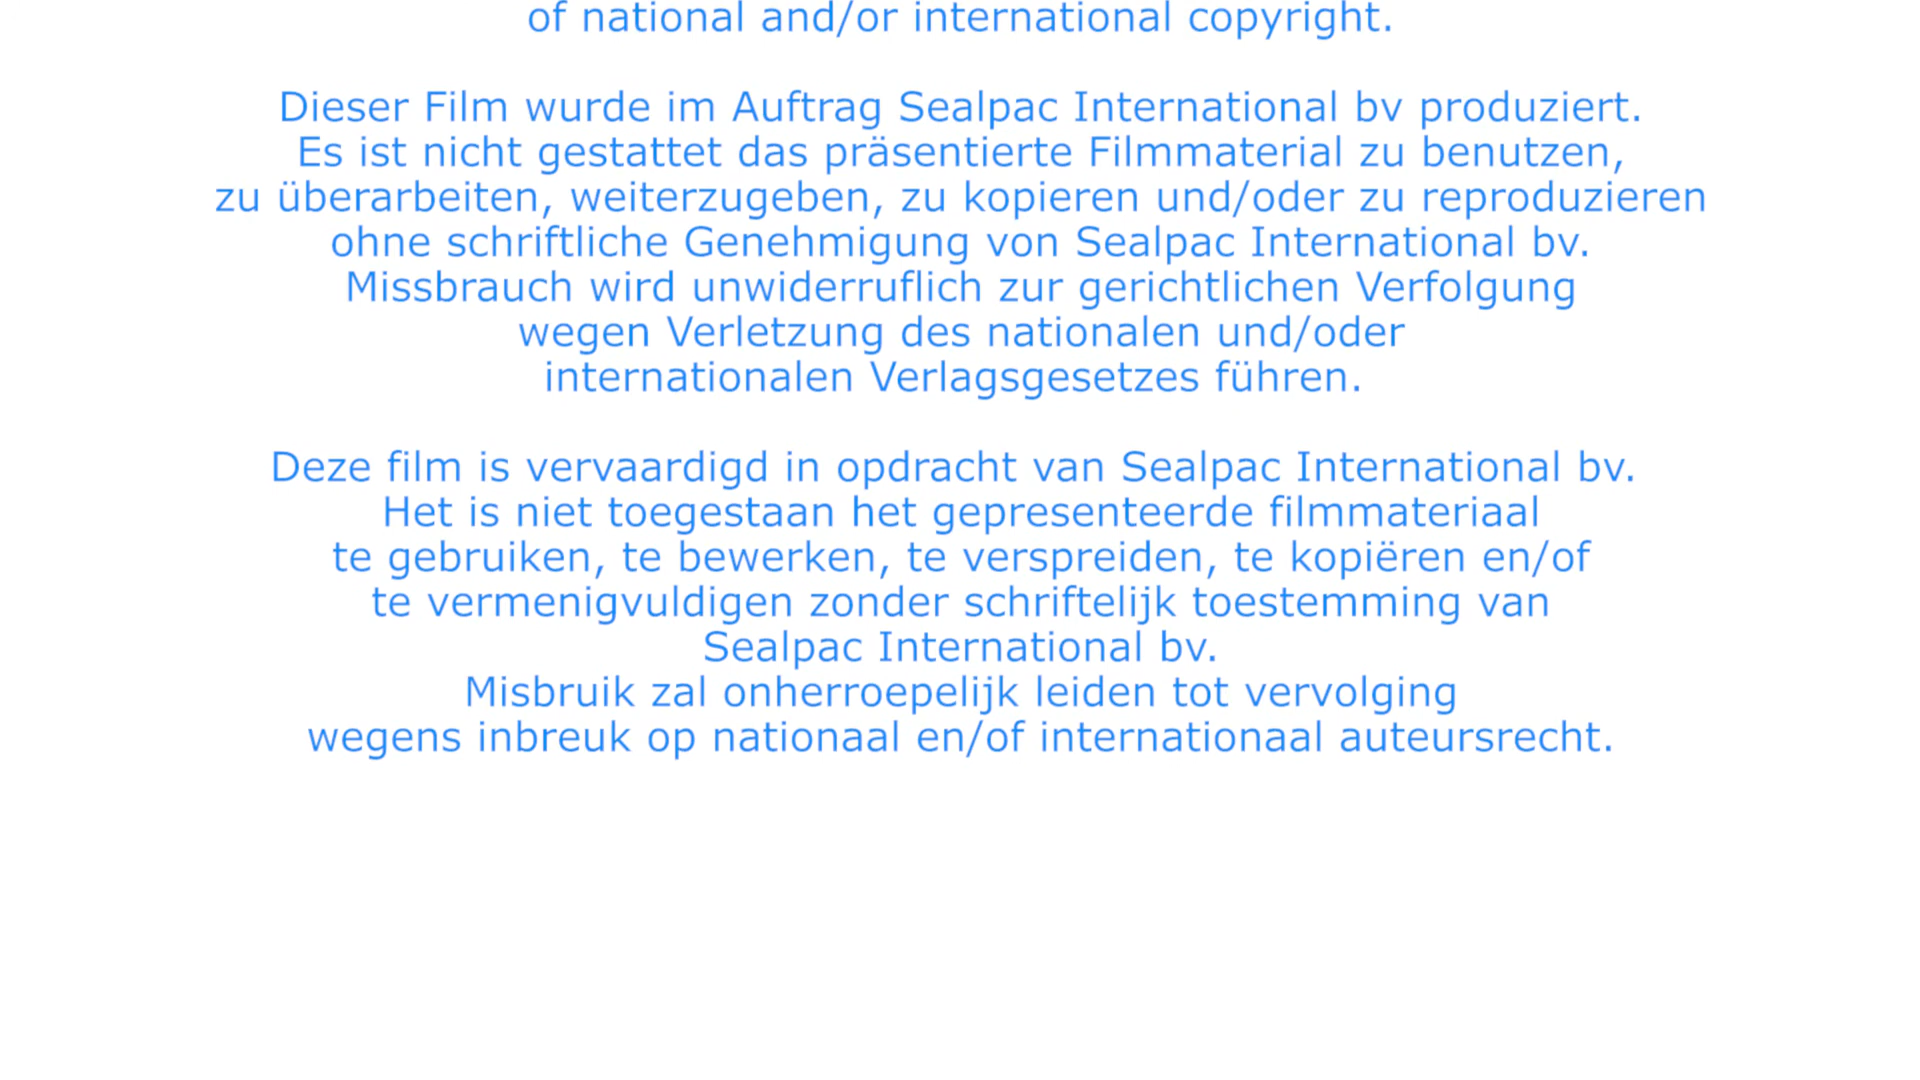 of national and/or international copyright.
Dieser Film wurde im Auftrag Sealpac International bv produziert.
Es ist nicht gestattet das präsentierte Filmmaterial zu benutzen,
zu überarbeiten, weiterzugeben, zu kopieren und/oder zu reproduzieren
ohne schriftliche Genehmigung von Sealpac International bv.
Missbrauch wird unwiderruflich zur gerichtlichen Verfolgung
wegen Verletzung des nationalen und/oder
internationalen Verlagsgesetzes führen.
Deze film is vervaardigd in opdracht van Sealpac International bv.
Het is niet toegestaan het gepresenteerde filmmateriaal
te gebruiken, te bewerken, te verspreiden, te kopiëren en/of
te vermenigvuldigen zonder schriftelijk toestemming van
Sealpac International bv.
Misbruik zal onherroepelijk leiden tot vervolging
wegens inbreuk op nationaal en/of internationaal auteursrecht.